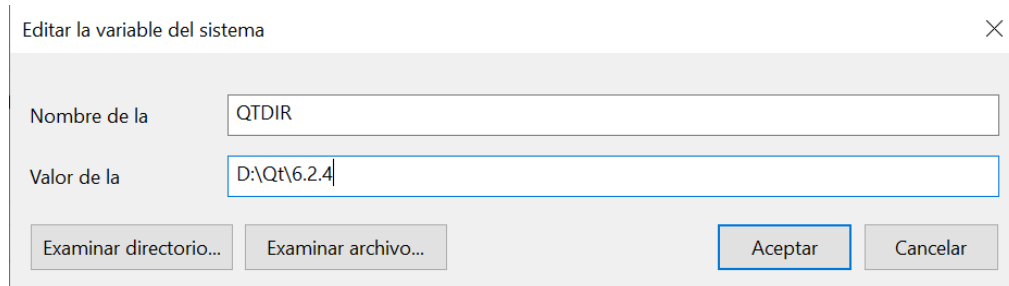 Editar la variable del sistema
Nombre de la QTDIR
Valor de la D:\Qt\6.2.4
Examinar directorio... Examinar archivo... Aceptar Cancelar